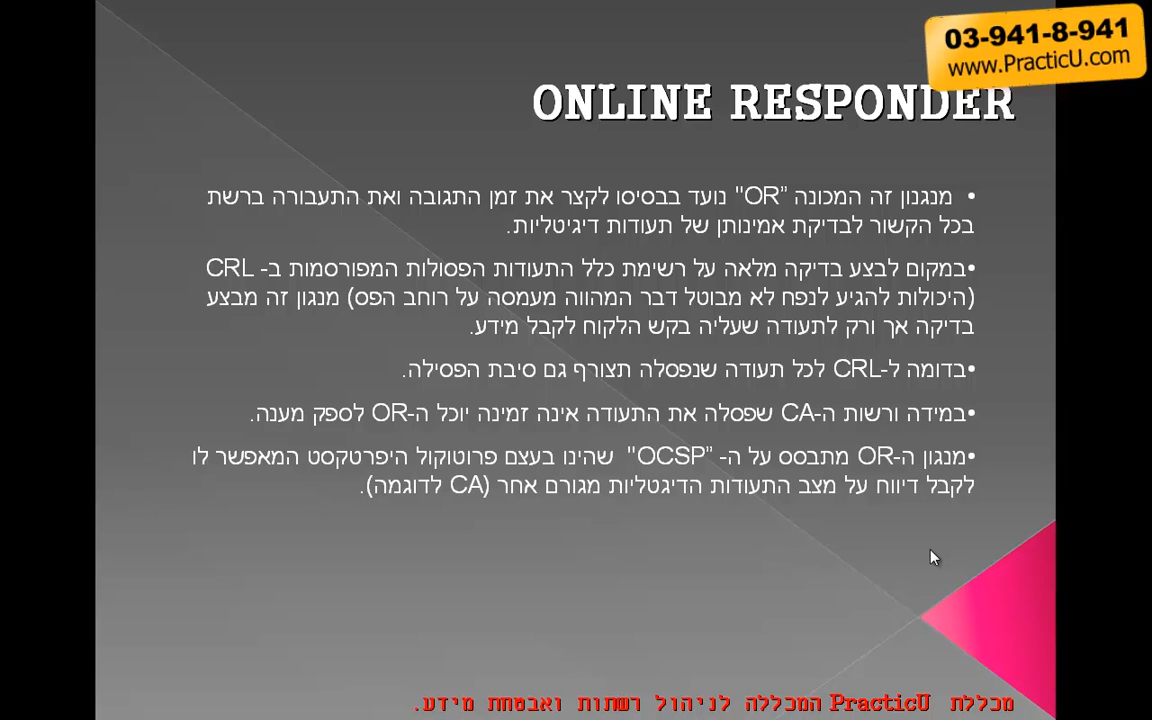 03-941-8-941
www.PracticU.com
ONLINE RESPONDER
• מנגנון זה המכונה "OR" נועד בבסיסו לקצר את זמן התגובה ואת התעבורה ברשת
בכל הקשור לבדיקת אמינותן של תעודות דיגיטליות.
•במקום לבצע בדיקה מלאה על רשימת כלל התעודות הפסולות המפורסמות ב- CRL
(היכולות להגיע לנפח לא מבוטל דבר המהווה מעמסה על רוחב הפס) מנגון זה מבצע
בדיקה אך ורק לתעודה שעליה בקש הלקוח לקבל מידע.
•בדומה ל-CRL לכל תעודה שנפסלה תצורף גם סיבת הפסילה.
•במידה ורשות ה-CA שפסלה את התעודה אינה זמינה יוכל ה-OR לספק מענה.
•מנגון ה-OR מתבסס על ה- "OCSP" שהינו בעצם פרוטוקול היפרטקסט המאפשר לו
לקבל דיווח על מצב התעודות הדיגטליות מגורם אחר (CA לדוגמה).
מכללת PracticU המכללה לניהול רשתות ואבטחת מידע.